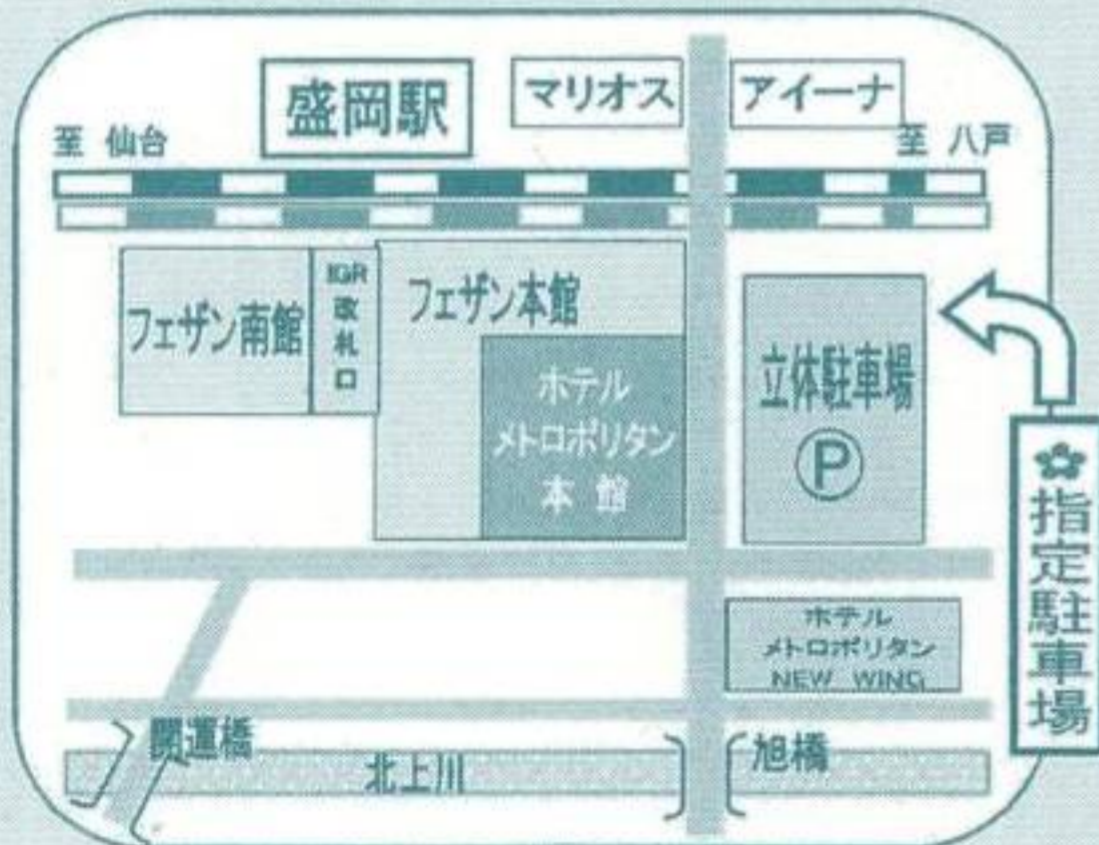 盛岡駅
マリオス
アイーナ
至 仙台
至 八戸
フェザン南館
IGR
改
札
口
フェザン本館
ホテル
メトロポリタン
本 館
立体駐車場
P
指定駐車場
ホテル
メトロポリタン
NEW WING
開運橋
北上川
旭橋